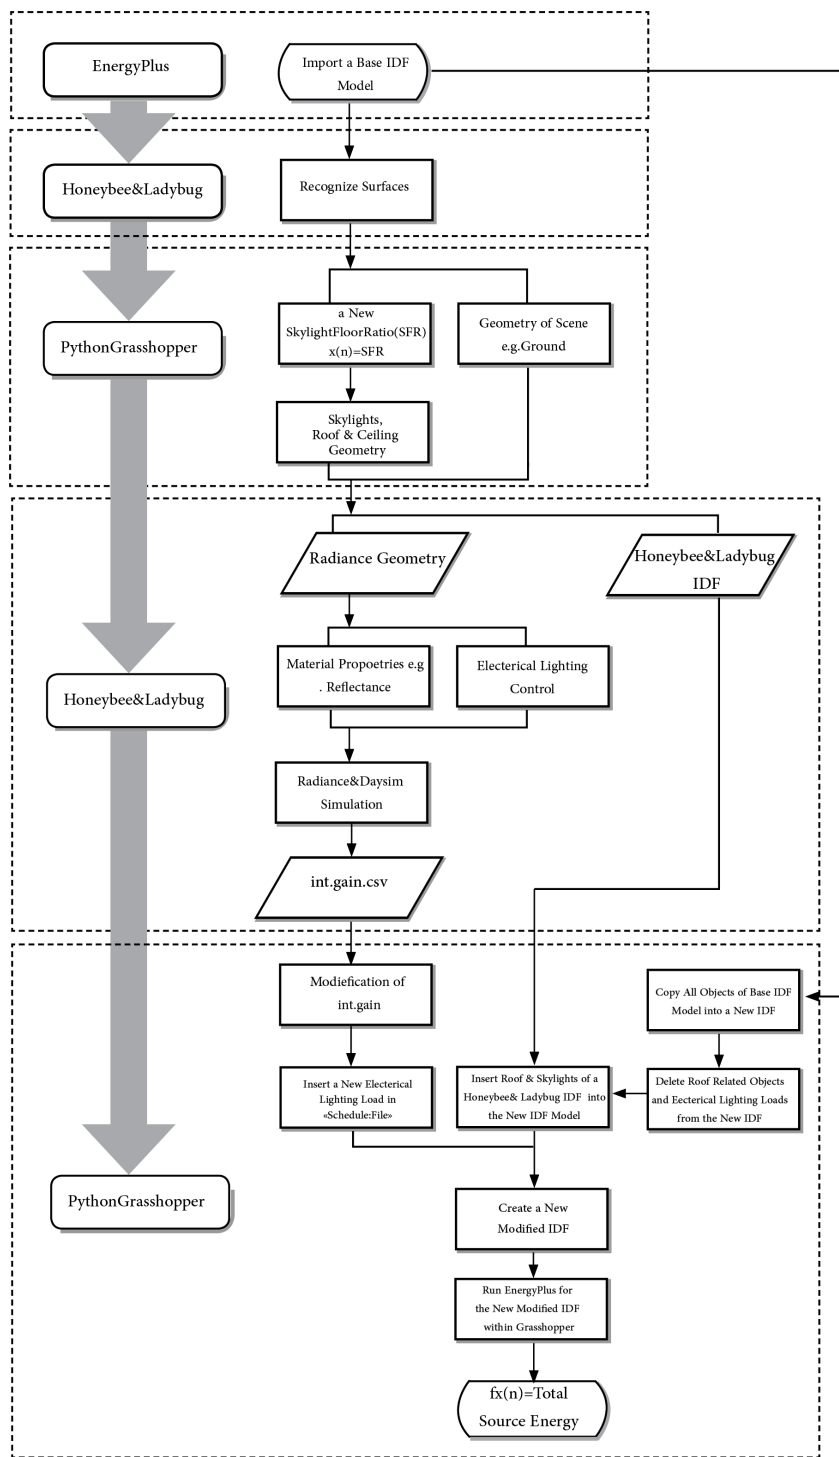 EnergyPlus
Import a Base IDF
Model
Honeybee&Ladybug
Recognize Surfaces
PythonGrasshopper
a New
SkylightFloorRatio(SFR)
x(n)=SFR
Geometry of Scene
e.g.Ground
Skylights,
Roof & Ceiling
Geometry
Radiance Geometry
Honeybee&Ladybug
IDF
Honeybee&Ladybug
Material Propoetries e.g
. Reflectance
Electerical Lighting
Control
Radiance&Daysim
Simulation
int.gain.csv
Modiefication of
int.gain
Copy All Objects of Base IDF
Model into a New IDF
Insert a New Electerical
Lighting Load in
«Schedule:File»
Insert Roof & Skylights of a
Honeybee& Ladybug IDF into
the New IDF Model
Delete Roof Related Objects
and Eecterical Lighting Loads
from the New IDF
PythonGrasshopper
Create a New
Modified IDF
Run EnergyPlus for
the New Modified IDF
within Grasshopper
fx(n)=Total
Source Energy